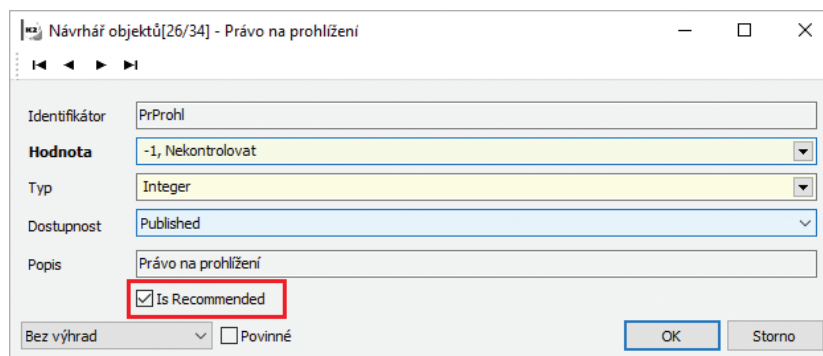 K2 Návrhář objektů[26/34] - Právo na prohlížení
Identifikátor PrProhl
Hodnota -1, Nekontrolovat
Typ Integer
Dostupnost Published
Popis Právo na prohlížení
Is Recommended
Bez výhrad Povinné OK Storno